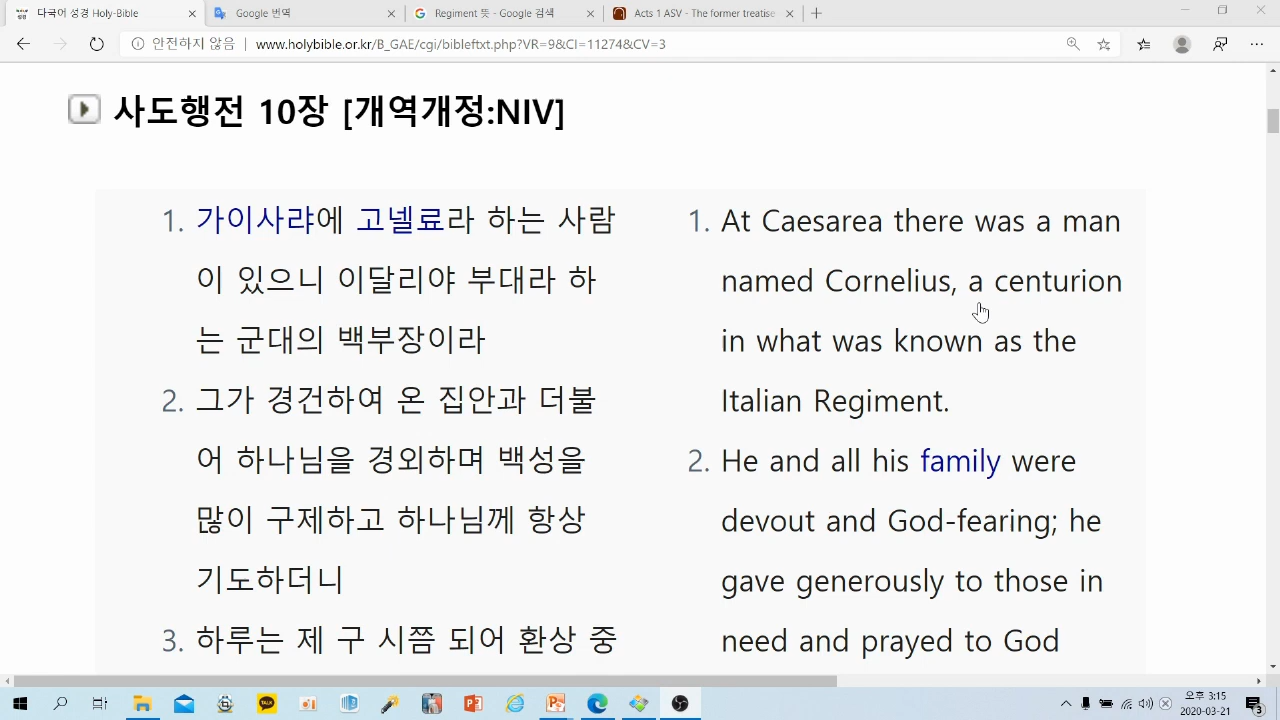 다국어 성경 Holy-Bible
Google 번역
Regiment 뜻 - Google 검색
Acts 1 ASV - The former treatise
안전하지 않음
www.holybible.or.kr/B_GAE/cgi/bibleftxt.php?VR=9&CI=11274&CV=3
사도행전 10장 [개역개정:NIV]
1. 가이사랴에 고넬료라 하는 사람
이 있으니 이달리야 부대라 하
는 군대의 백부장이라
2. 그가 경건하여 온 집안과 더불
어 하나님을 경외하며 백성을
많이 구제하고 하나님께 항상
기도하더니
3. 하루는 제 구 시쯤 되어 환상 중
1. At Caesarea there was a man
named Cornelius, a centurion
in what was known as the
Italian Regiment.
2. He and all his family were
devout and God-fearing; he
gave generously to those in
need and prayed to God
TALK
오후 3:15
2020-03-21
3